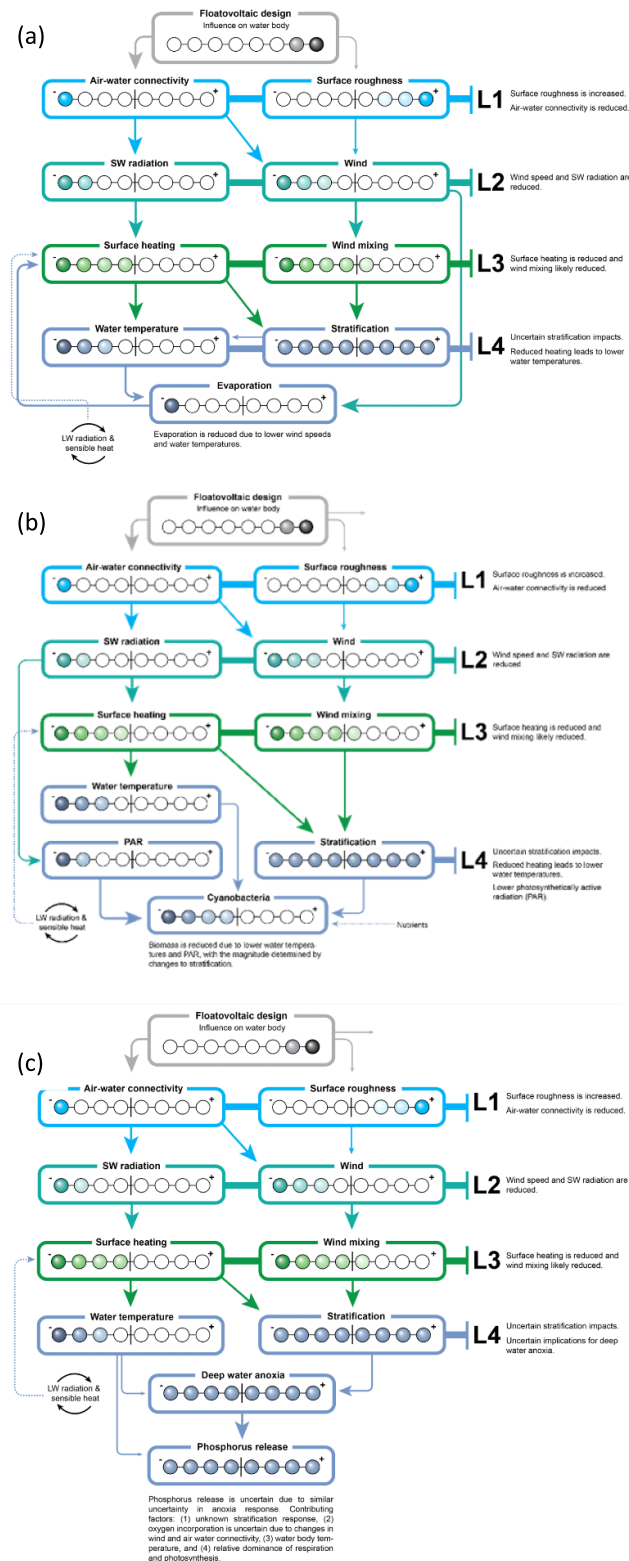 (a)
Floatovoltaic design
Influence on water body
Air-water connectivity
Surface roughness
- +
- +
L1
Surface roughness is increased.
Air-water connectivity is reduced.
SW radiation
Wind
- +
- +
L2
Wind speed and SW radiation are
reduced.
Surface heating
Wind mixing
- +
- +
L3
Surface heating is reduced and
wind mixing likely reduced.
Water temperature
Stratification
- +
- +
L4
Uncertain stratification impacts.
Reduced heating leads to lower
water temperatures.
Evaporation
- +
LW radiation &
sensible heat
Evaporation is reduced due to lower wind speeds
and water temperatures.
(b)
Floatovoltaic design
Influence on water body
Air-water connectivity
Surface roughness
- +
- +
L1
Surface roughness is increased.
Air-water connectivity is reduced
SW radiation
Wind
- +
- +
L2
Wind speed and SW radiation are
reduced
Surface heating
Wind mixing
- +
- +
L3
Surface heating is reduced and
wind mixing likely reduced.
Water temperature
- +
PAR
Stratification
- +
- +
L4
Uncertain stratification impacts.
Reduced heating leads to lower
water temperatures.
Lower photosynthetically active
radiation (PAR).
Cyanobacteria
- +
LW radiation &
sensible heat
Nutrients
Biomass is reduced due to lower water tempera-
tures and PAR, with the magnitude determined by
changes to stratification.
(c)
Floatovoltaic design
Influence on water body
Air-water connectivity
Surface roughness
- +
- +
L1
Surface roughness is increased.
Air-water connectivity is reduced.
SW radiation
Wind
- +
- +
L2
Wind speed and SW radiation are
reduced.
Surface heating
Wind mixing
- +
- +
L3
Surface heating is reduced and
wind mixing likely reduced.
Water temperature
Stratification
- +
- +
L4
Uncertain stratification impacts.
Uncertain implications for deep
water anoxia.
Deep water anoxia
- +
LW radiation &
sensible heat
Phosphorus release
- +
Phosphorus release is uncertain due to similar
uncertainty in anoxia response. Contributing
factors: (1) unknown stratification response, (2)
oxygen incorporation is uncertain due to changes in
wind and air water connectivity, (3) water body tem-
perature, and (4) relative dominance of respiration
and photosynthesis.